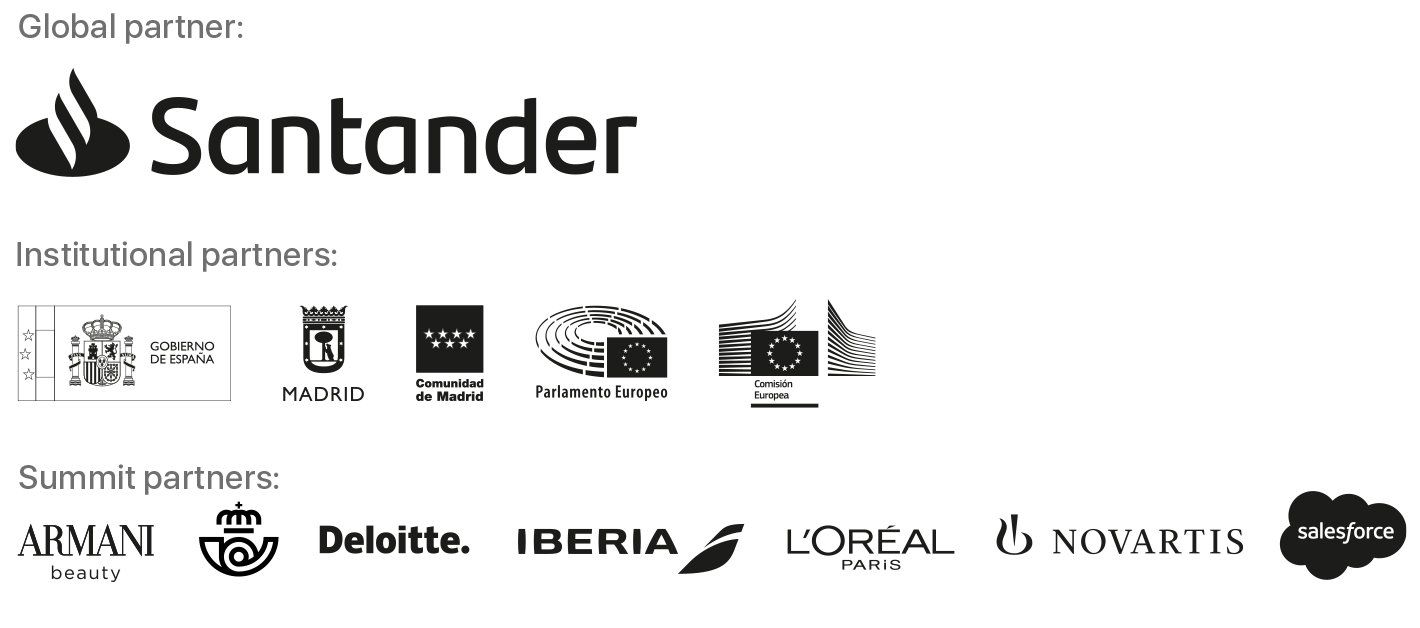 Global partner:
Santander
Institutional partners:
GOBIERNO
DE ESPAÑA
MADRID
Comunidad
de Madrid
Parlamento Europeo
Comisión
Europea
Summit partners:
ARMANI
beauty
Deloitte.
IBERIA
L'ORÉAL
PARiS
NOVARTIS
salesforce